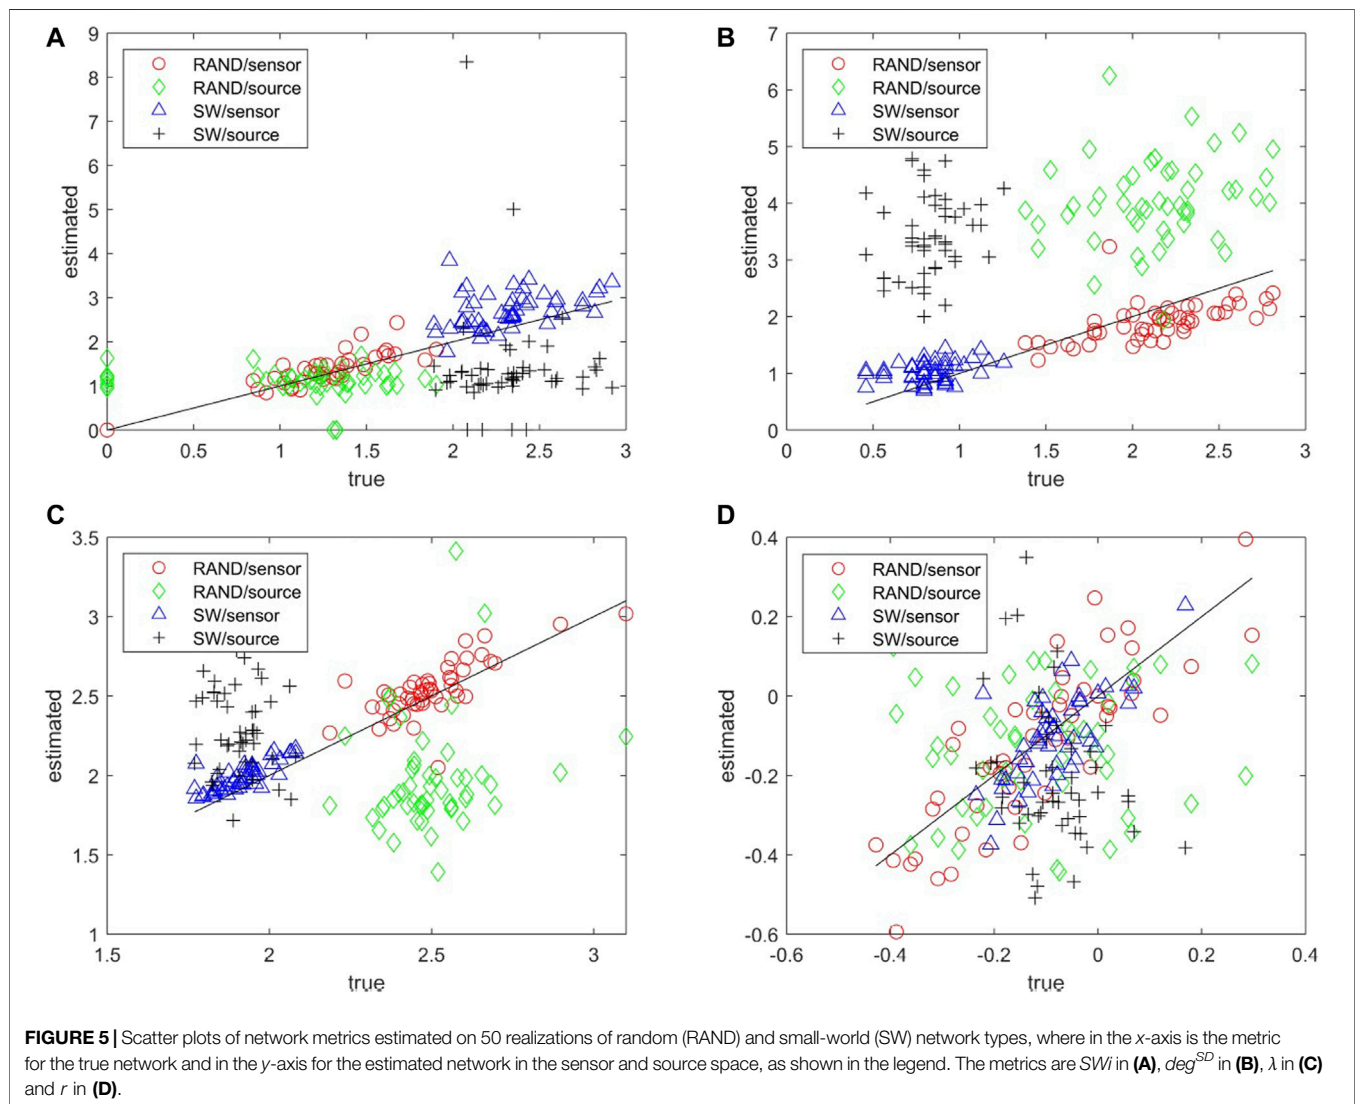 A
9
8
7
6
5
4
3
2
1
0
estimated
RAND/sensor
RAND/source
SW/sensor
SW/source
0 0.5 1 1.5 2 2.5 3
true
B
7
6
5
4
3
2
1
0
estimated
RAND/sensor
RAND/source
SW/sensor
SW/source
0 0.5 1 1.5 2 2.5 3
true
C
3.5
3
2.5
2
1.5
1
estimated
RAND/sensor
RAND/source
SW/sensor
SW/source
1.5 2 2.5 3
true
D
0.4
0.2
0
-0.2
-0.4
-0.6
estimated
RAND/sensor
RAND/source
SW/sensor
SW/source
-0.6 -0.4 -0.2 0 0.2 0.4
true
FIGURE 5 | Scatter plots of network metrics estimated on 50 realizations of random (RAND) and small-world (SW) network types, where in the x-axis is the metric
for the true network and in the y-axis for the estimated network in the sensor and source space, as shown in the legend. The metrics are SWi in (A), deg^SD in (B), λ in (C)
and r in (D).